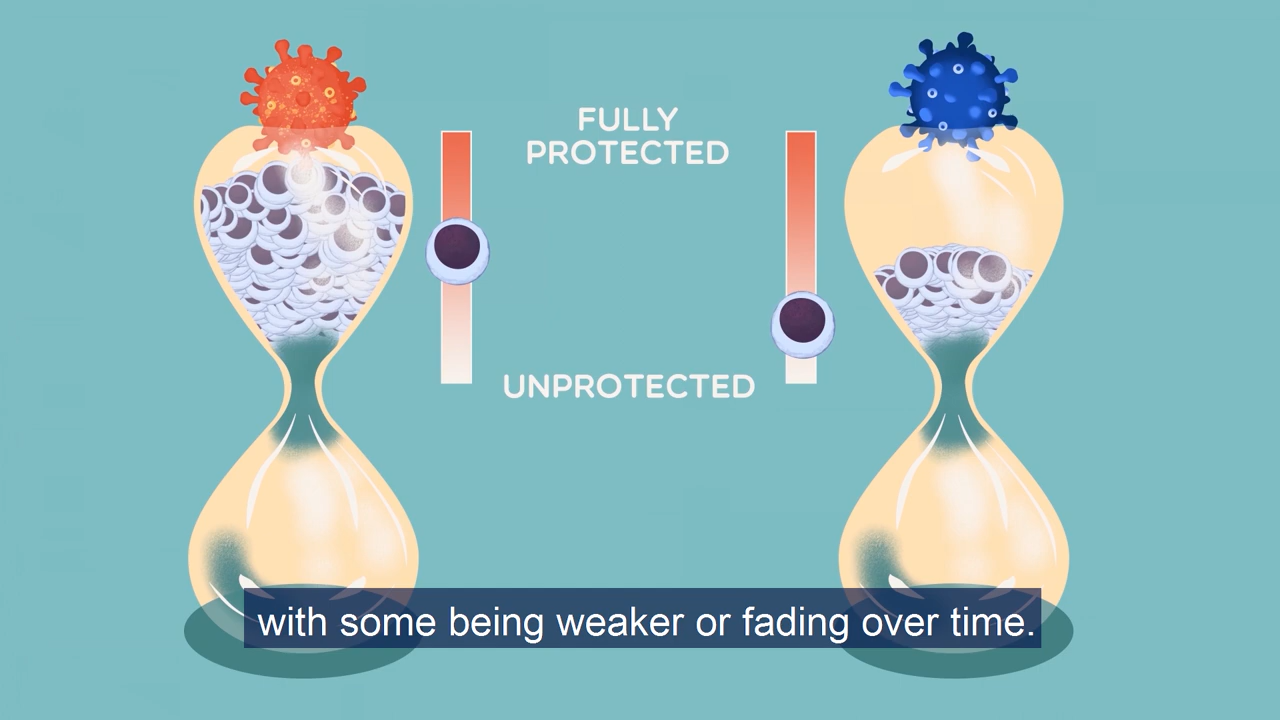 FULLY
PROTECTED
UNPROTECTED
with some being weaker or fading over time.